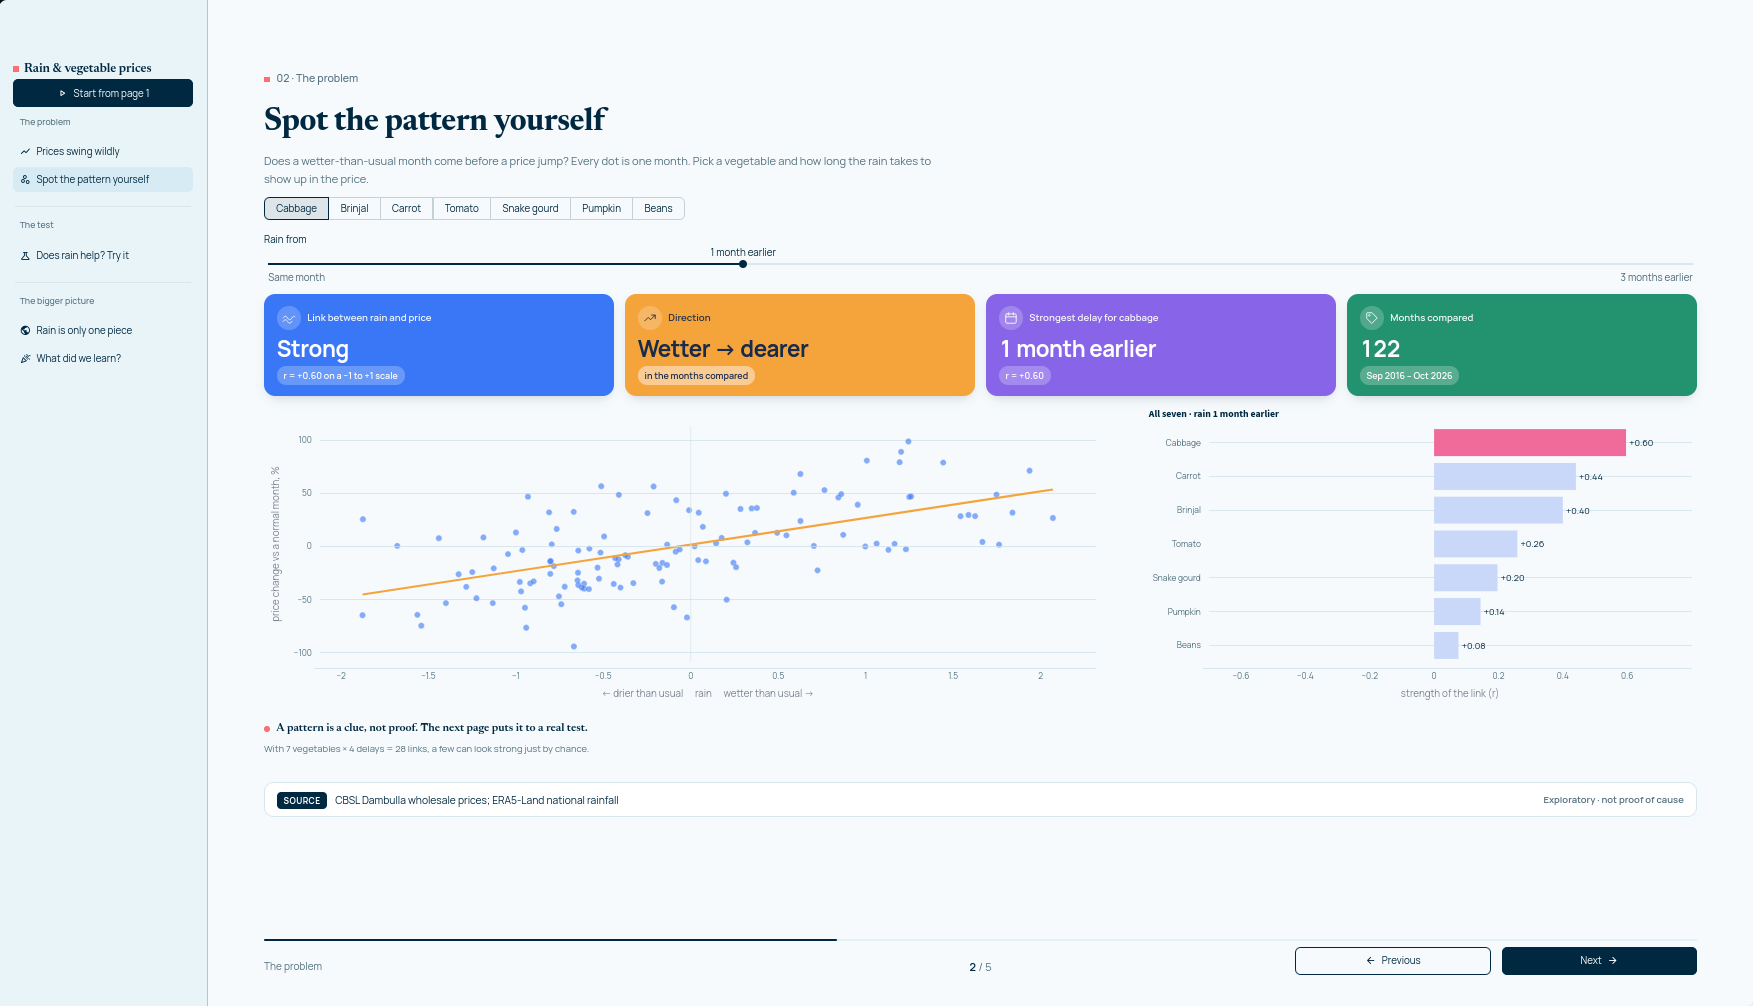 Rain & vegetable prices
Start from page 1
The problem
Prices swing wildly
Spot the pattern yourself
The test
Does rain help? Try it
The bigger picture
Rain is only one piece
What did we learn?
02 · The problem
Spot the pattern yourself
Does a wetter-than-usual month come before a price jump? Every dot is one month. Pick a vegetable and how long the rain takes to
show up in the price.
Cabbage Brinjal Carrot Tomato Snake gourd Pumpkin Beans
Rain from
1 month earlier
Same month 3 months earlier
Link between rain and price
Strong
r = +0.60 on a −1 to +1 scale
Direction
Wetter → dearer
in the months compared
Strongest delay for cabbage
1 month earlier
r = +0.60
Months compared
122
Sep 2016 – Oct 2026
price change vs a normal month, %
100
50
0
−50
−100
−2 −1.5 −1 −0.5 0 0.5 1 1.5 2
← drier than usual rain wetter than usual →
All seven · rain 1 month earlier
Cabbage +0.60
Carrot +0.44
Brinjal +0.40
Tomato +0.26
Snake gourd +0.20
Pumpkin +0.14
Beans +0.08
−0.6 −0.4 −0.2 0 0.2 0.4 0.6
strength of the link (r)
A pattern is a clue, not proof. The next page puts it to a real test.
With 7 vegetables × 4 delays = 28 links, a few can look strong just by chance.
SOURCE CBSL Dambulla wholesale prices; ERA5-Land national rainfall Exploratory · not proof of cause
The problem
2 / 5
← Previous
Next →